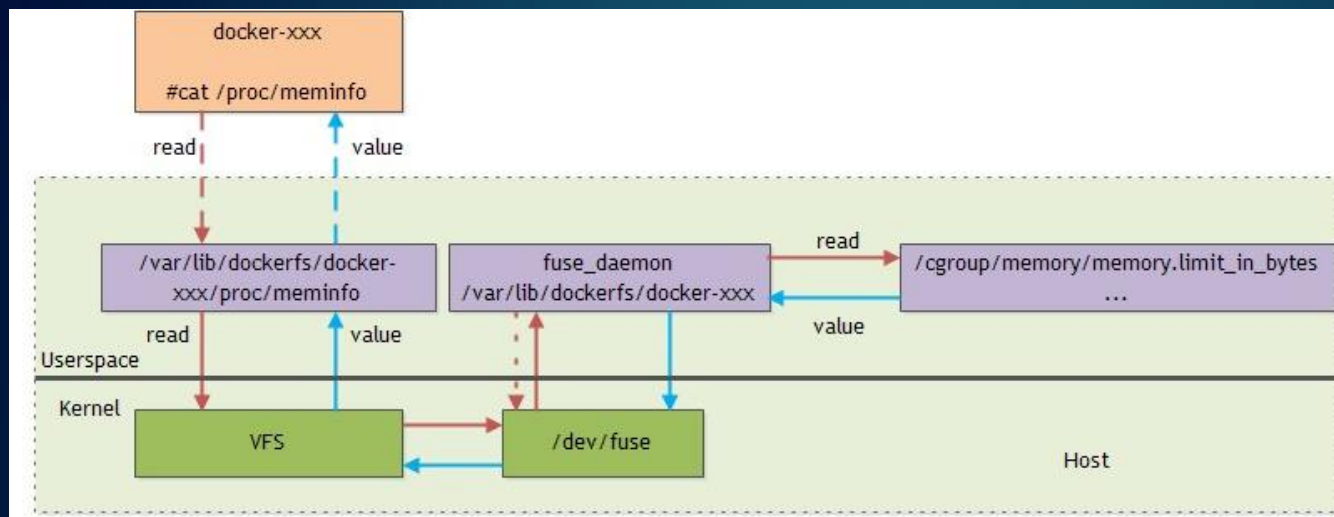 docker-xxx
#cat /proc/meminfo
read
value
/var/lib/dockerfs/docker-
xxx/proc/meminfo
fuse_daemon
/var/lib/dockerfs/docker-xxx
read
/cgroup/memory/memory.limit_in_bytes
...
value
read
value
Userspace
Kernel
VFS
/dev/fuse
Host